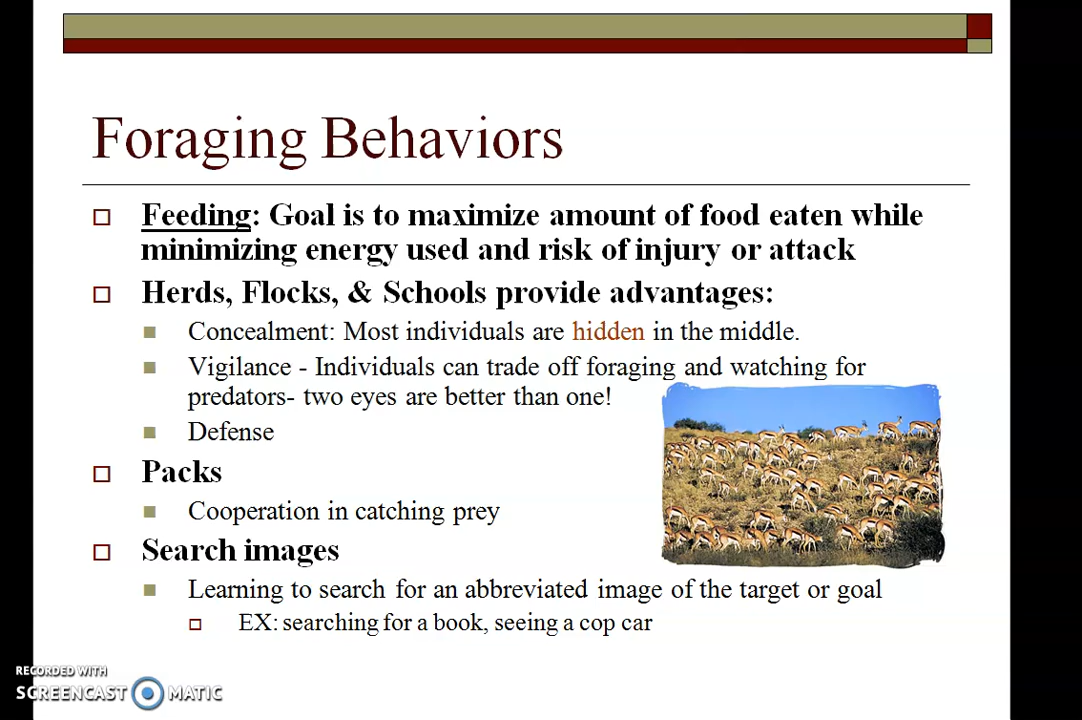 Foraging Behaviors
Feeding: Goal is to maximize amount of food eaten while
minimizing energy used and risk of injury or attack
Herds, Flocks, & Schools provide advantages:
Concealment: Most individuals are hidden in the middle.
Vigilance - Individuals can trade off foraging and watching for
predators- two eyes are better than one!
Defense
Packs
Cooperation in catching prey
Search images
Learning to search for an abbreviated image of the target or goal
EX: searching for a book, seeing a cop car
RECORDED WITH
SCREENCAST MATIC